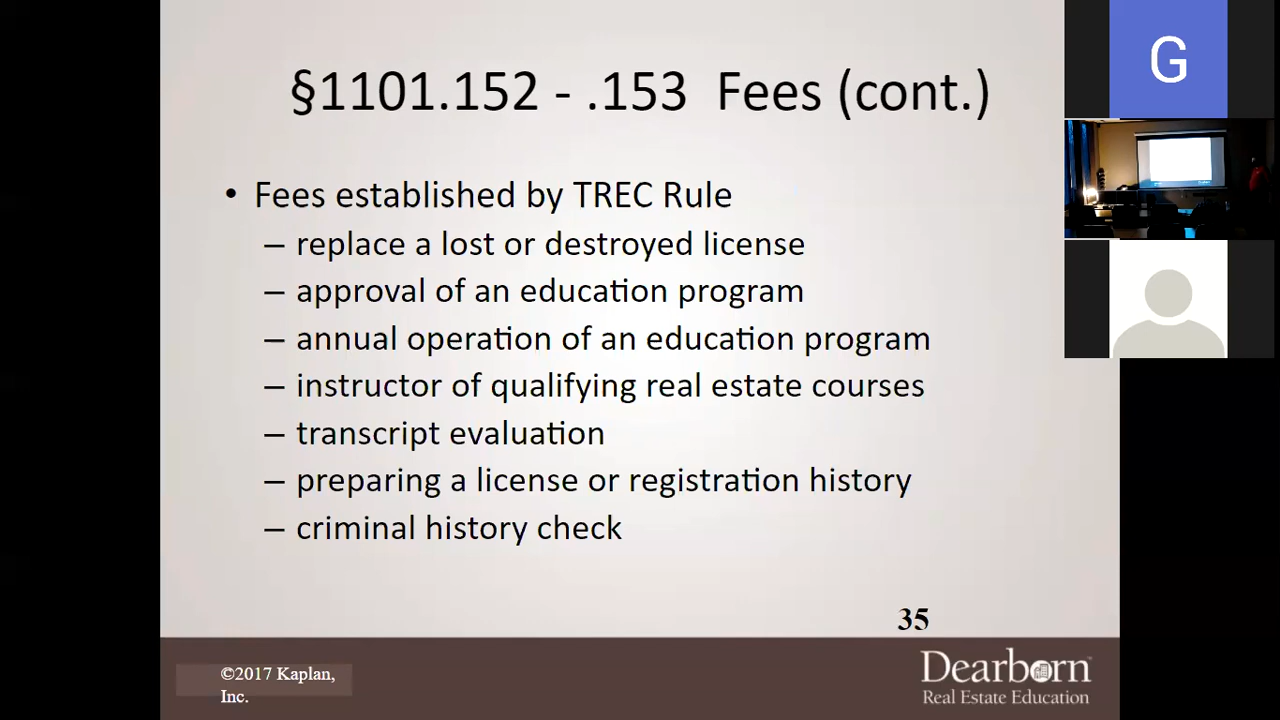 §1101.152 - .153 Fees (cont.)
• Fees established by TREC Rule
– replace a lost or destroyed license
– approval of an education program
– annual operation of an education program
– instructor of qualifying real estate courses
– transcript evaluation
– preparing a license or registration history
– criminal history check
35
©2017 Kaplan,
Inc.
Dearborn
Real Estate Education
G